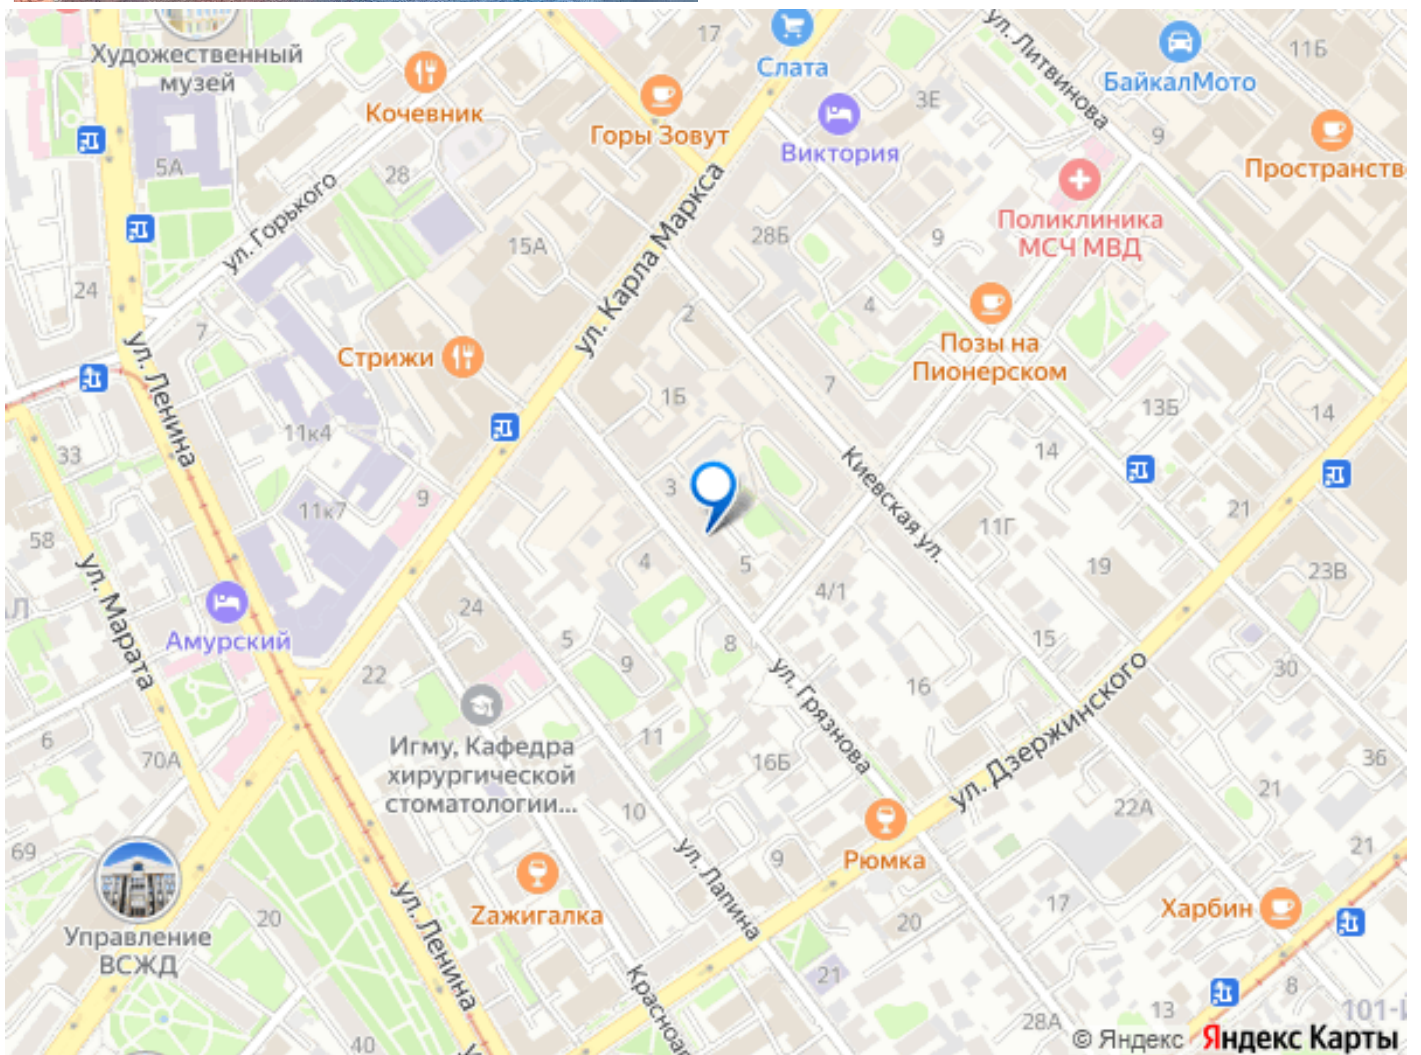 Художественный
музей
Кочевник
17
Слата
ул. Литвинова
БайкалМото
11Б
Горы Зовут
3Е
Виктория
9
Пространств
5А
28
ул. Горького
ул. Карла Маркса
Поликлиника
МСЧ МВД
15А
28Б
9
24
7
2
4
Стрижи
Позы на
Пионерском
ул. Ленина
1Б
7
13Б
14
11к4
33
14
Киевская ул.
3
9
11к7
21
11Г
58
4
5
19
23В
4/1
ул. Марата
АЛ
Амурский
24
5
8
15
9
30
22
16
ул. Грязнова
ул. Дзержинского
6
70А
Игму, Кафедра
хирургической
стоматологии...
11
16Б
36
21
10
22А
69
ул. Лапина
9
Рюмка
21
Zажигалка
17
Харбин
20
ул. Ленина
20
Управление
ВСЖД
21
Красноар
8
13
28А
101-Й
40
© Яндекс Яндекс Карты